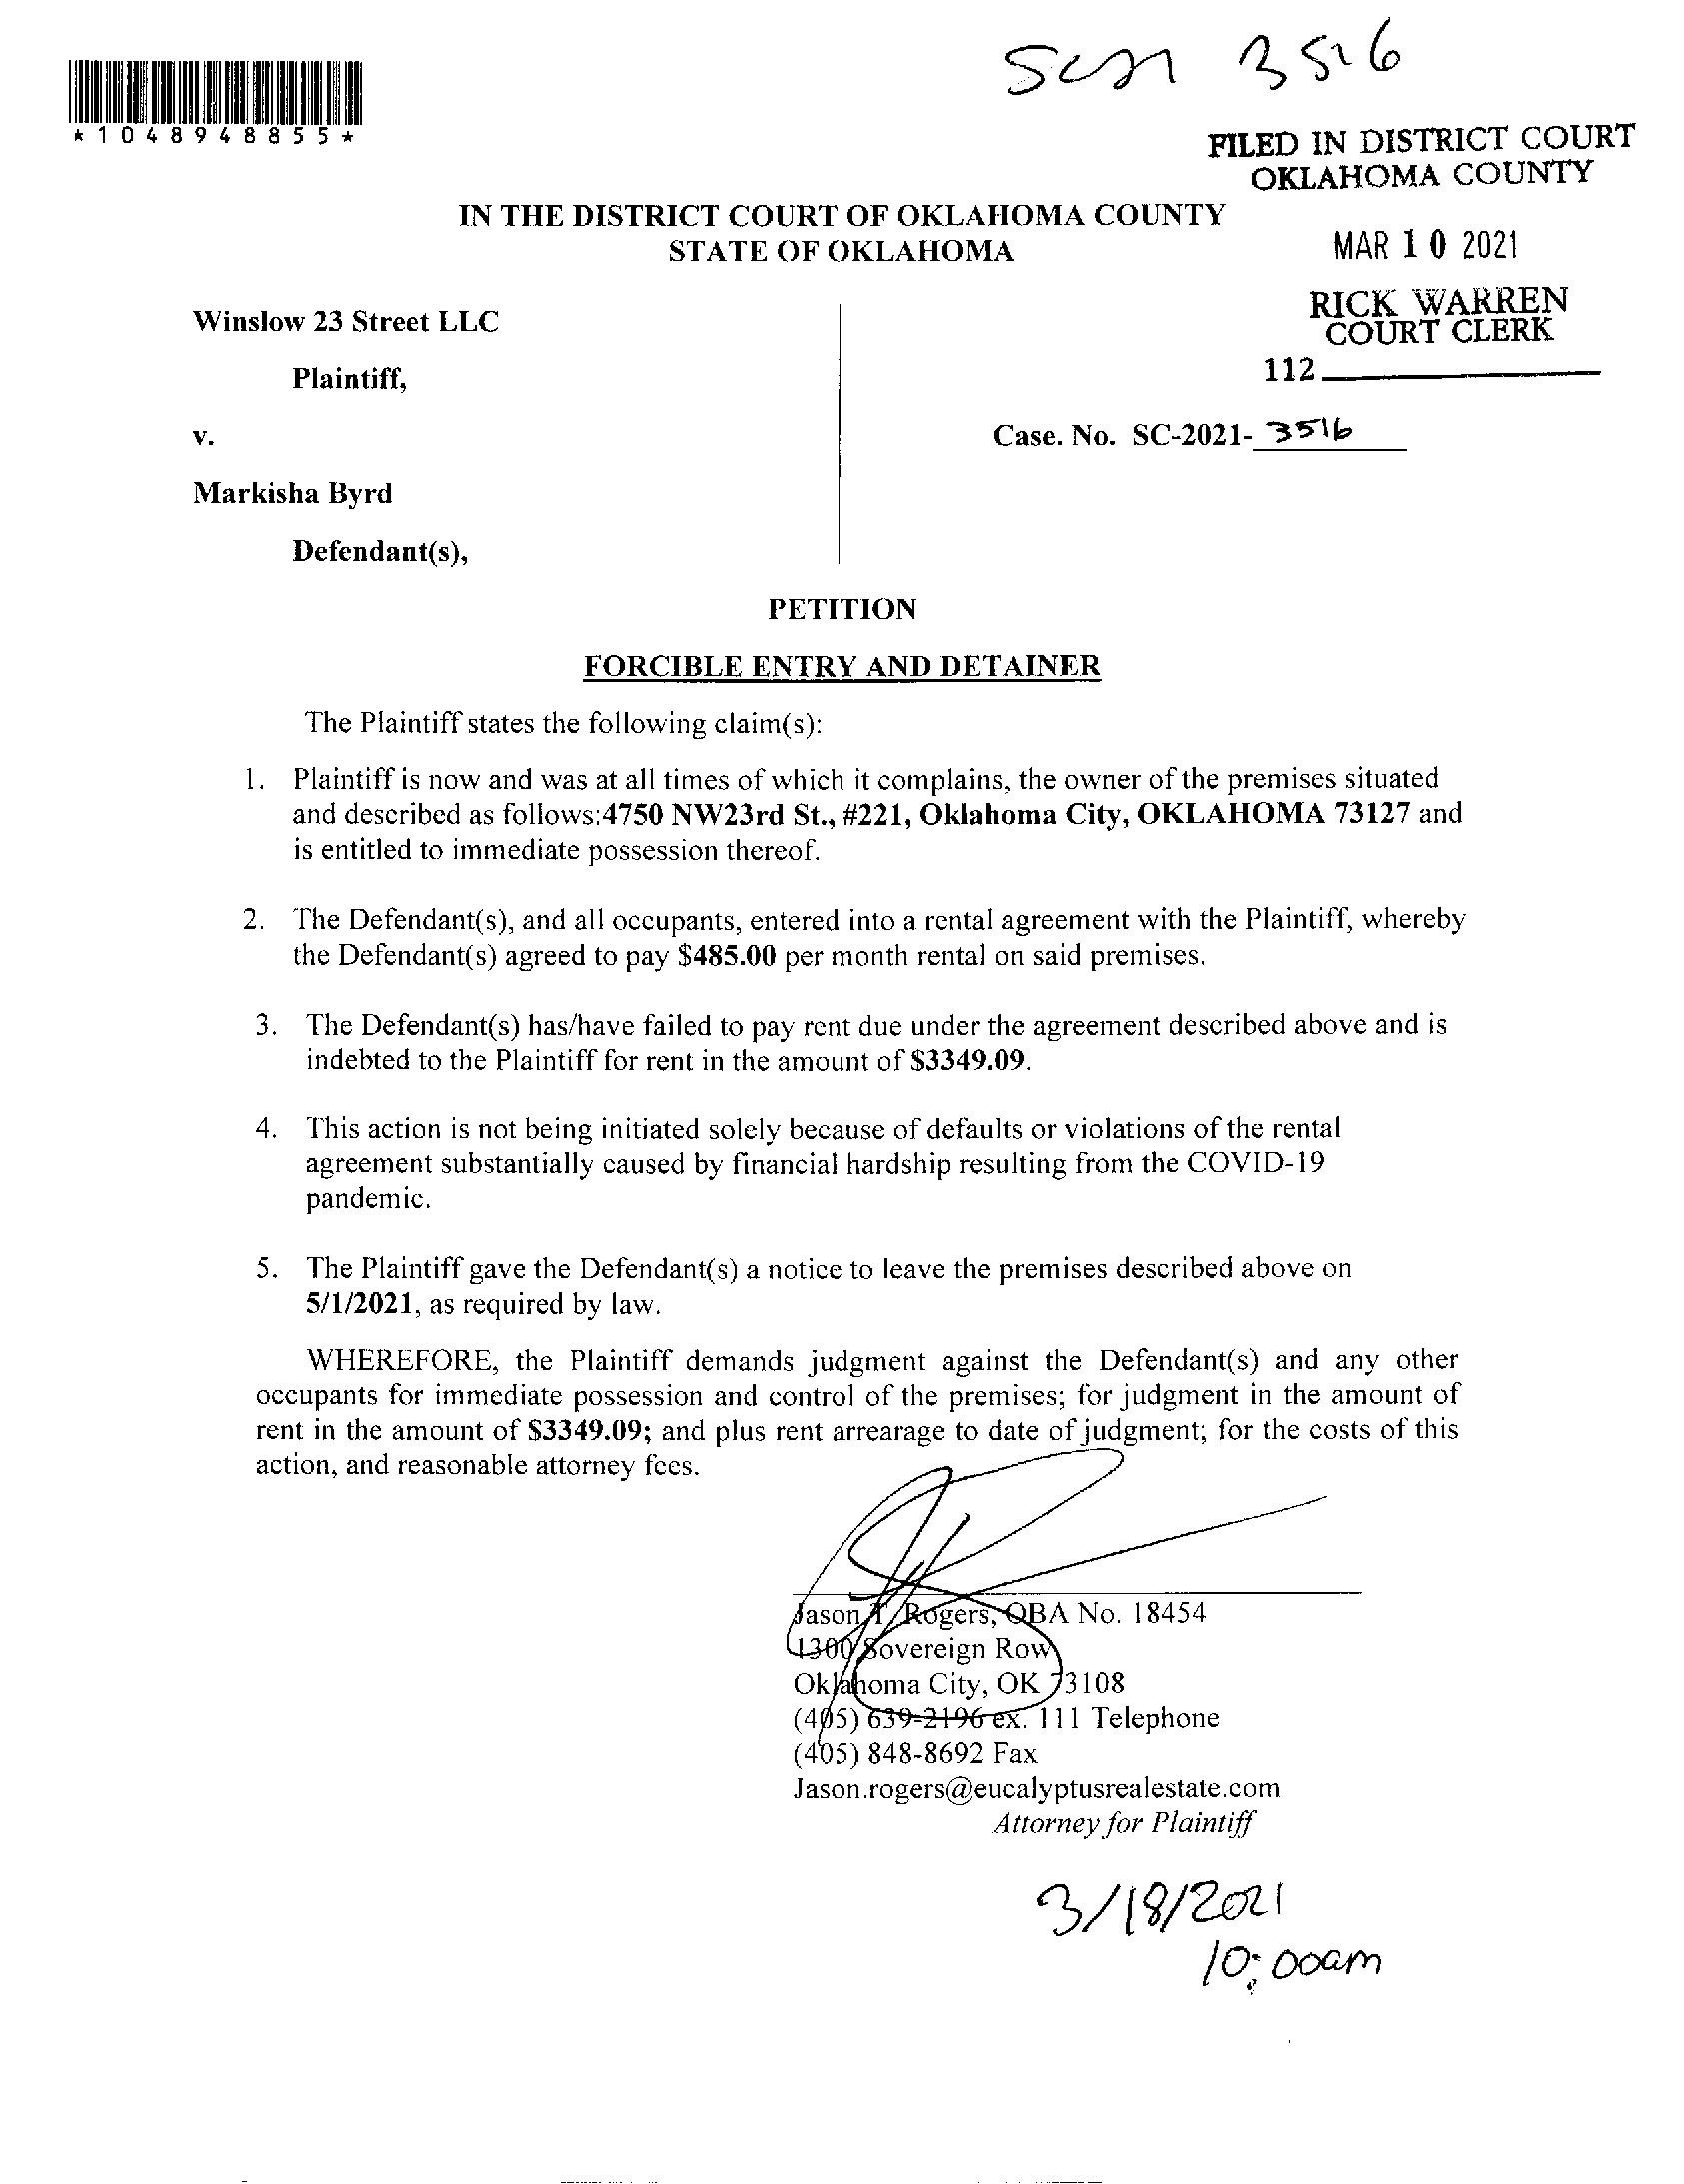 SC21 3516
*1048948855*
FILED IN DISTRICT COURT
OKLAHOMA COUNTY
IN THE DISTRICT COURT OF OKLAHOMA COUNTY
STATE OF OKLAHOMA
MAR 10 2021
RICK WARREN
COURT CLERK
112
Winslow 23 Street LLC
Plaintiff,
v.
Case. No. SC-2021-3516
Markisha Byrd
Defendant(s),
PETITION
FORCIBLE ENTRY AND DETAINER
The Plaintiff states the following claim(s):
1. Plaintiff is now and was at all times of which it complains, the owner of the premises situated
and described as follows:4750 NW23rd St., #221, Oklahoma City, OKLAHOMA 73127 and
is entitled to immediate possession thereof.
2. The Defendant(s), and all occupants, entered into a rental agreement with the Plaintiff, whereby
the Defendant(s) agreed to pay $485.00 per month rental on said premises.
3. The Defendant(s) has/have failed to pay rent due under the agreement described above and is
indebted to the Plaintiff for rent in the amount of $3349.09.
4. This action is not being initiated solely because of defaults or violations of the rental
agreement substantially caused by financial hardship resulting from the COVID-19
pandemic.
5. The Plaintiff gave the Defendant(s) a notice to leave the premises described above on
5/1/2021, as required by law.
WHEREFORE, the Plaintiff demands judgment against the Defendant(s) and any other
occupants for immediate possession and control of the premises; for judgment in the amount of
rent in the amount of $3349.09; and plus rent arrearage to date of judgment; for the costs of this
action, and reasonable attorney fees.
Jason T. Rogers, OBA No. 18454
1300 Sovereign Row
Oklahoma City, OK 73108
(405) 639-2196 ex. 111 Telephone
(405) 848-8692 Fax
Jason.rogers@eucalyptusrealestate.com
Attorney for Plaintiff
3/18/2021
10:00am